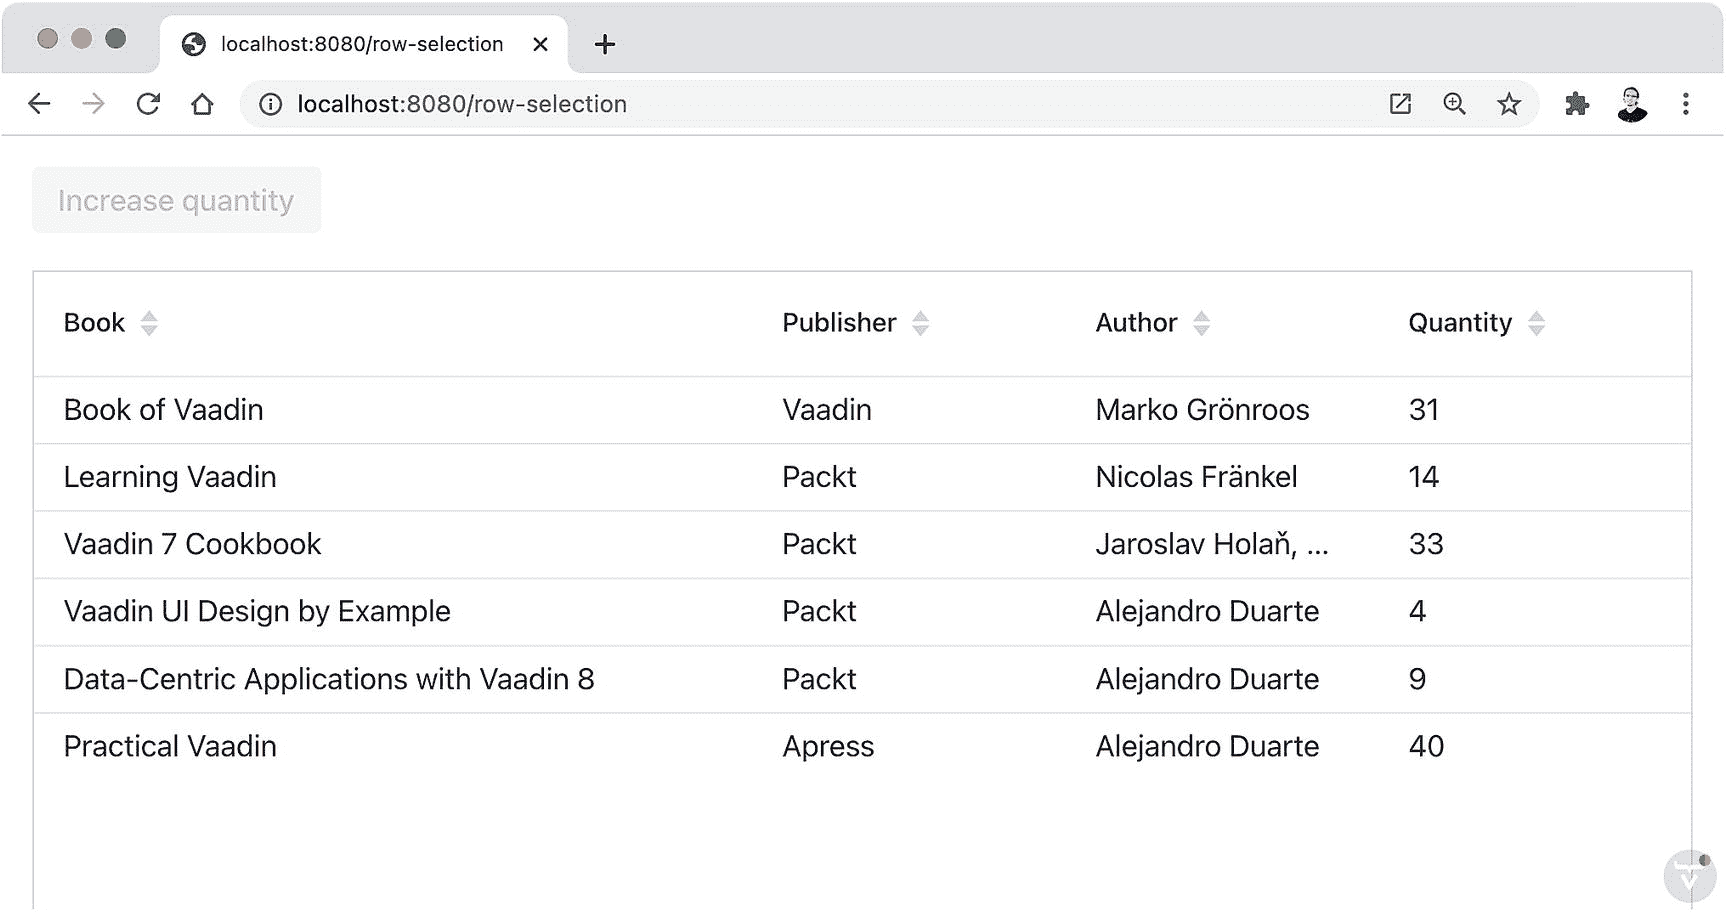 localhost:8080/row-selection
localhost:8080/row-selection
Increase quantity
Book Publisher Author Quantity
Book of Vaadin Vaadin Marko Grönroos 31
Learning Vaadin Packt Nicolas Fränkel 14
Vaadin 7 Cookbook Packt Jaroslav Holaň, ... 33
Vaadin UI Design by Example Packt Alejandro Duarte 4
Data-Centric Applications with Vaadin 8 Packt Alejandro Duarte 9
Practical Vaadin Apress Alejandro Duarte 40